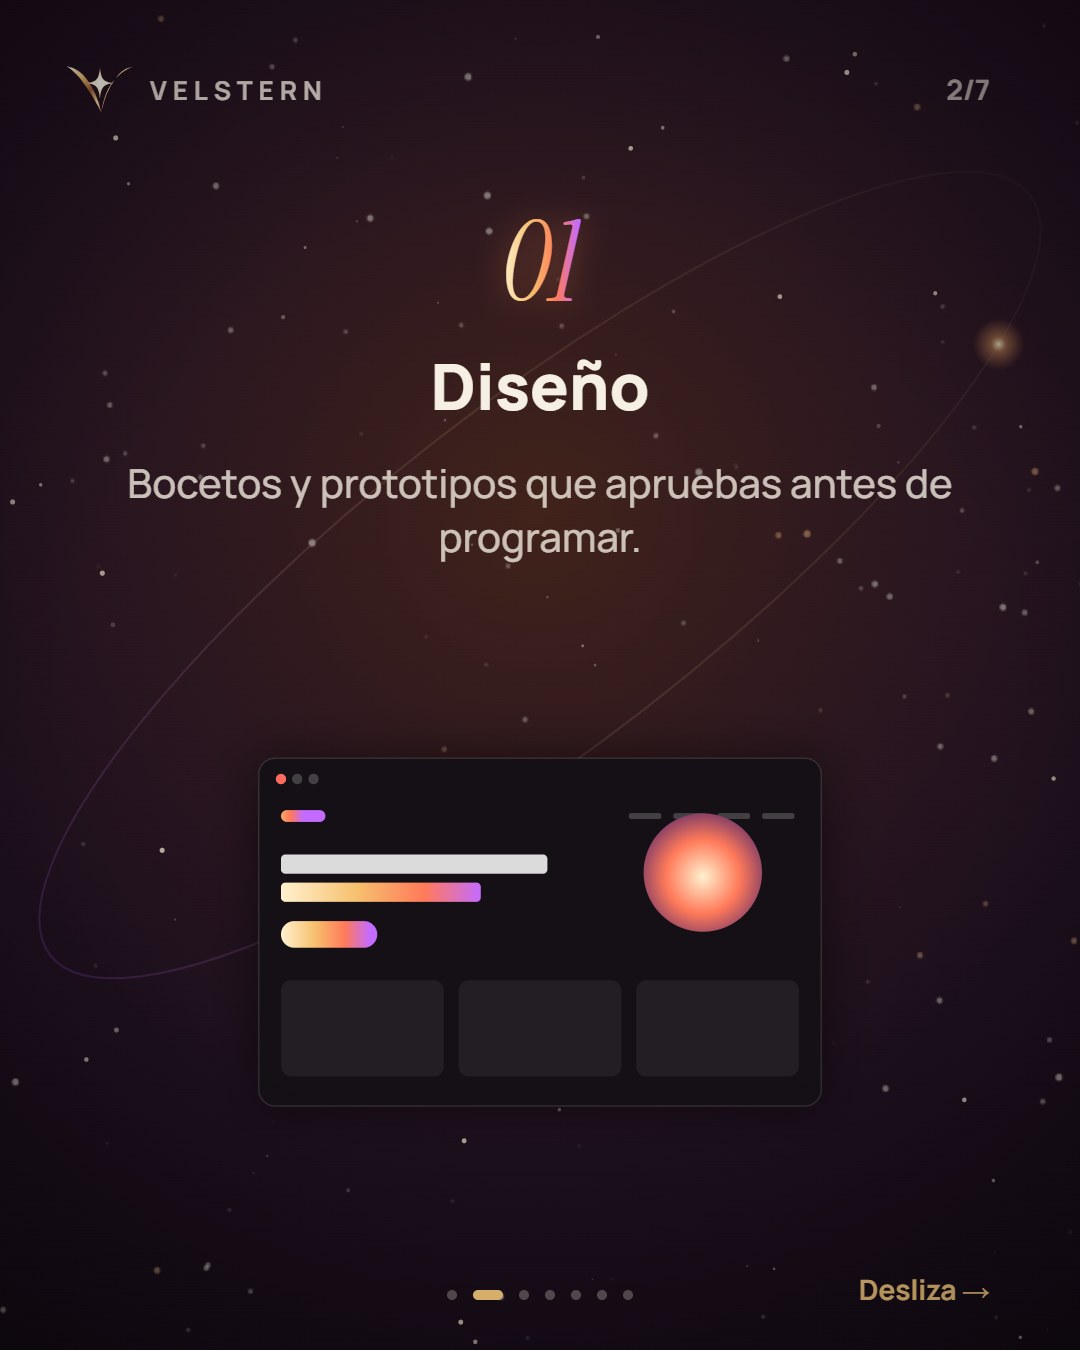 VELSTERN
2/7
01
Diseño
Bocetos y prototipos que apruebas antes de
programar.
Desliza →